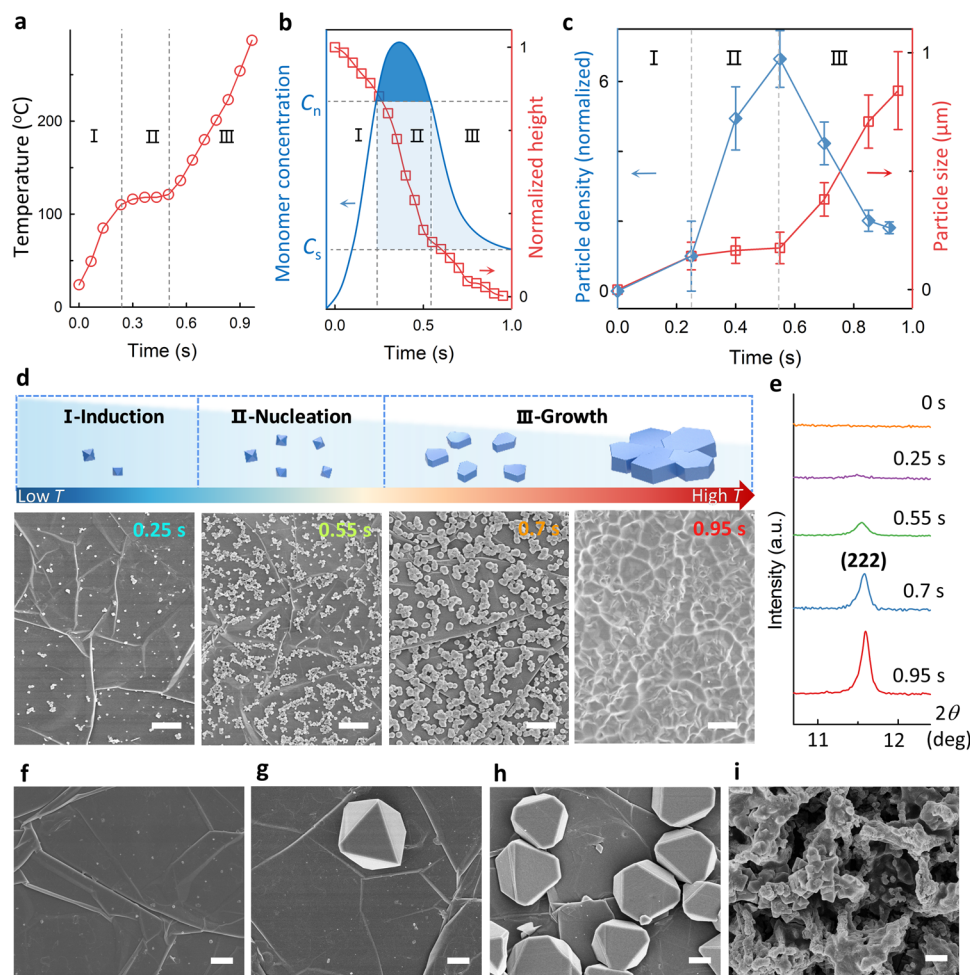 a
Temperature (°C)
200
100
0
I
II
III
0.0
0.3
0.6
0.9
Time (s)
b
Monomer concentration
Cn
Cs
I
II
III
1
0
Normalized height
0.0
0.5
1.0
Time (s)
c
Particle density (normalized)
6
0
I
II
III
1
0
Particle size (μm)
0.0
0.2
0.4
0.6
0.8
1.0
Time (s)
d
I-Induction
II-Nucleation
III-Growth
Low T
High T
0.25 s
0.55 s
0.7 s
0.95 s
e
Intensity (a.u.)
0 s
0.25 s
0.55 s
(222)
0.7 s
0.95 s
2θ
11
12
(deg)
f
g
h
i